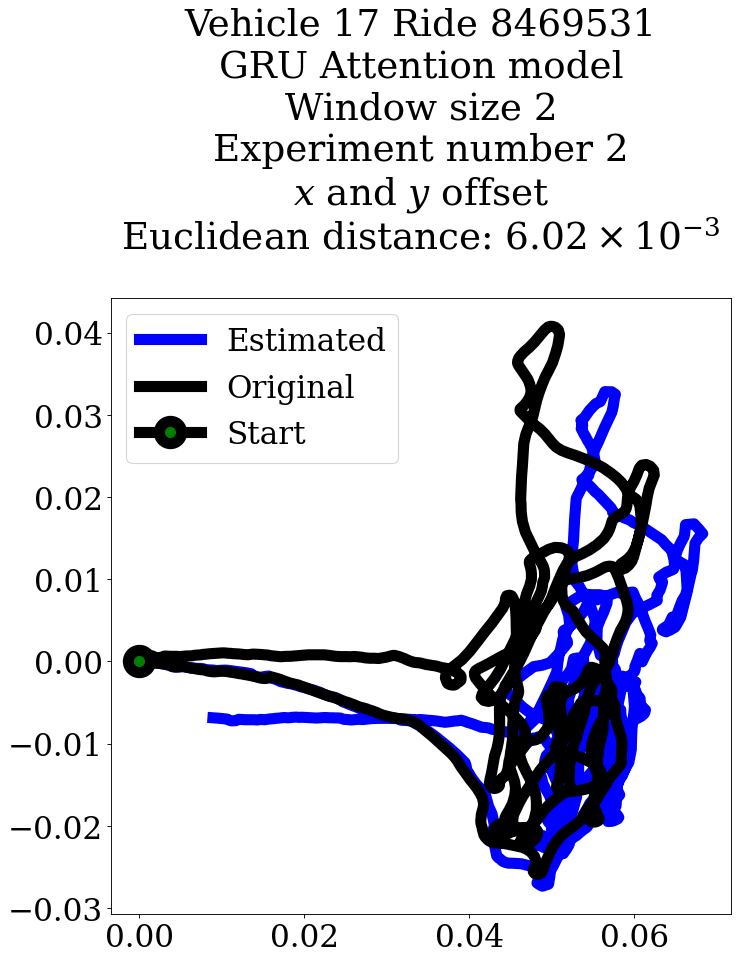 Vehicle 17 Ride 8469531
GRU Attention model
Window size 2
Experiment number 2
x and y offset
Euclidean distance: 6.02 × 10⁻³
Estimated
Original
Start
0.04
0.03
0.02
0.01
0.00
−0.01
−0.02
−0.03
0.00 0.02 0.04 0.06